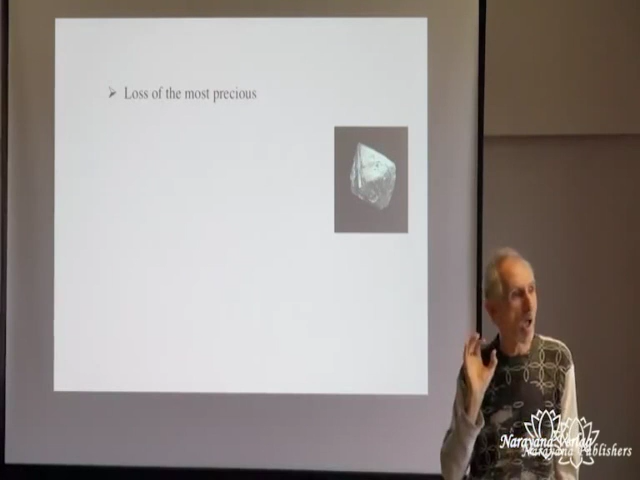 ➢ Loss of the most precious
Narayana Verlag
Narayana Publishers